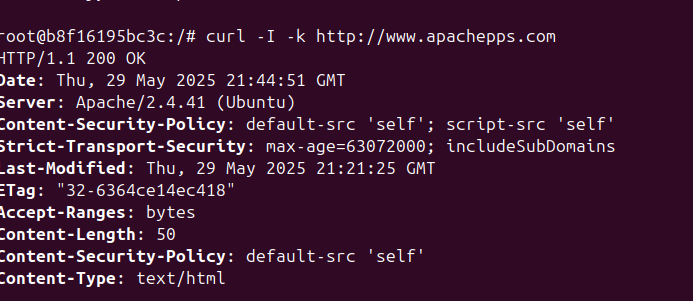 root@b8f16195bc3c:/# curl -I -k http://www.apachepps.com
HTTP/1.1 200 OK
Date: Thu, 29 May 2025 21:44:51 GMT
Server: Apache/2.4.41 (Ubuntu)
Content-Security-Policy: default-src 'self'; script-src 'self'
Strict-Transport-Security: max-age=63072000; includeSubDomains
Last-Modified: Thu, 29 May 2025 21:21:25 GMT
ETag: "32-6364ce14ec418"
Accept-Ranges: bytes
Content-Length: 50
Content-Security-Policy: default-src 'self'
Content-Type: text/html